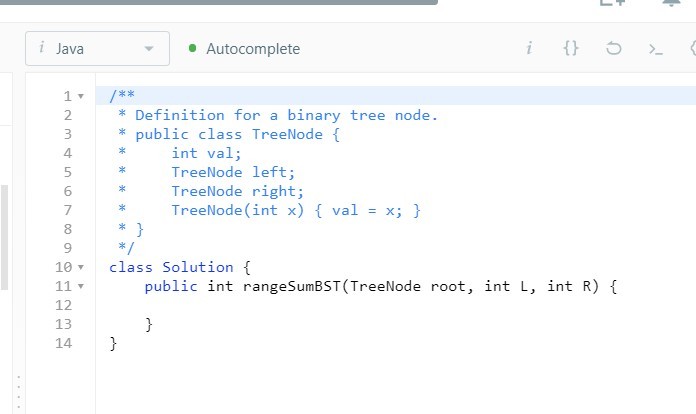 i Java
Autocomplete
i {} >_
1 /**
2  * Definition for a binary tree node.
3  * public class TreeNode {
4  *     int val;
5  *     TreeNode left;
6  *     TreeNode right;
7  *     TreeNode(int x) { val = x; }
8  * }
9  */
10 class Solution {
11     public int rangeSumBST(TreeNode root, int L, int R) {
12
13     }
14 }